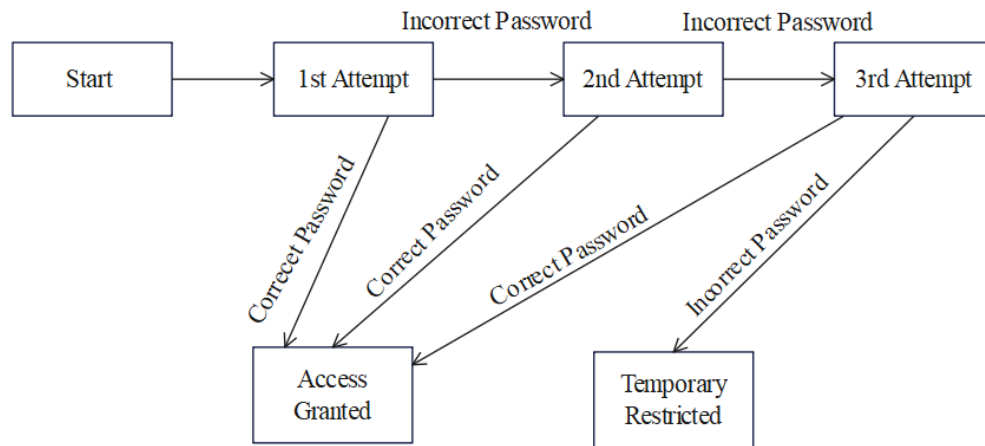 Incorrect Password
Incorrect Password
Start
1st Attempt
2nd Attempt
3rd Attempt
Correcet Password
Correct Password
Correct Password
Incorrect Password
Access
Granted
Temporary
Restricted